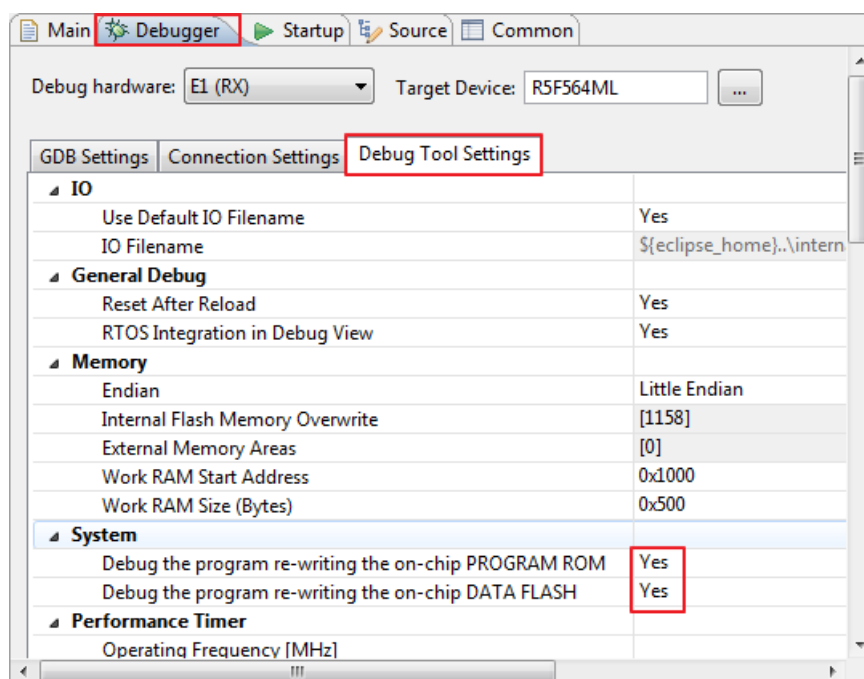 Main Debugger Startup Source Common
Debug hardware: E1 (RX) Target Device: R5F564ML ...
GDB Settings Connection Settings Debug Tool Settings
IO
Use Default IO Filename Yes
IO Filename ${eclipse_home}..\intern
General Debug
Reset After Reload Yes
RTOS Integration in Debug View Yes
Memory
Endian Little Endian
Internal Flash Memory Overwrite [1158]
External Memory Areas [0]
Work RAM Start Address 0x1000
Work RAM Size (Bytes) 0x500
System
Debug the program re-writing the on-chip PROGRAM ROM Yes
Debug the program re-writing the on-chip DATA FLASH Yes
Performance Timer
Operating Frequency [MHz]